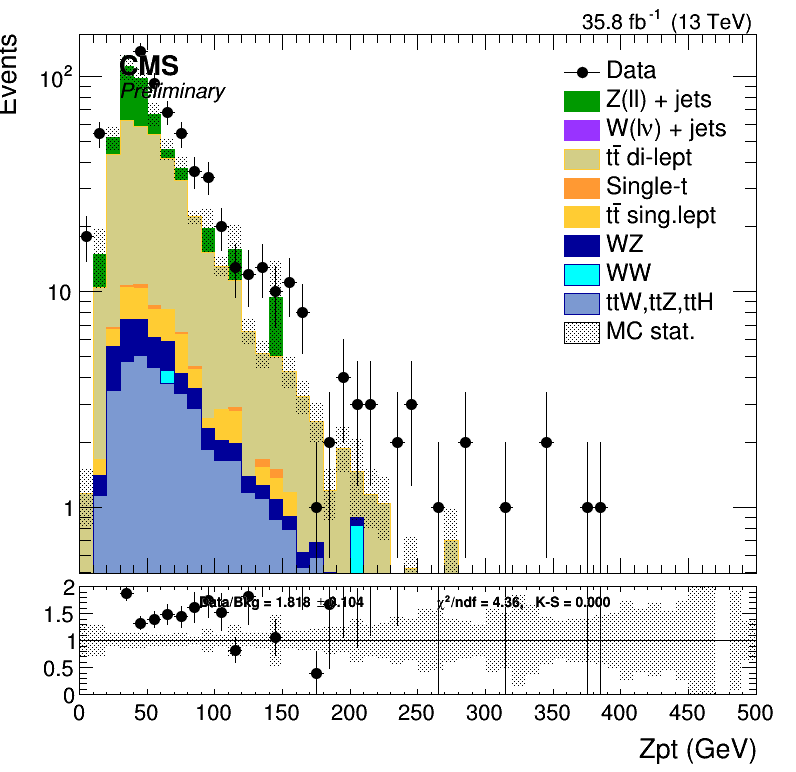 35.8 fb⁻¹ (13 TeV)
Events
CMS
Preliminary
10²
10
1
Data
Z(ll) + jets
W(lν) + jets
tt̄ di-lept
Single-t
tt̄ sing.lept
WZ
WW
ttW,ttZ,ttH
MC stat.
Data/Bkg = 1.818 ± 0.104
χ²/ndf = 4.36, K-S = 0.000
2
1.5
1
0.5
0
0 50 100 150 200 250 300 350 400 450 500
Zpt (GeV)